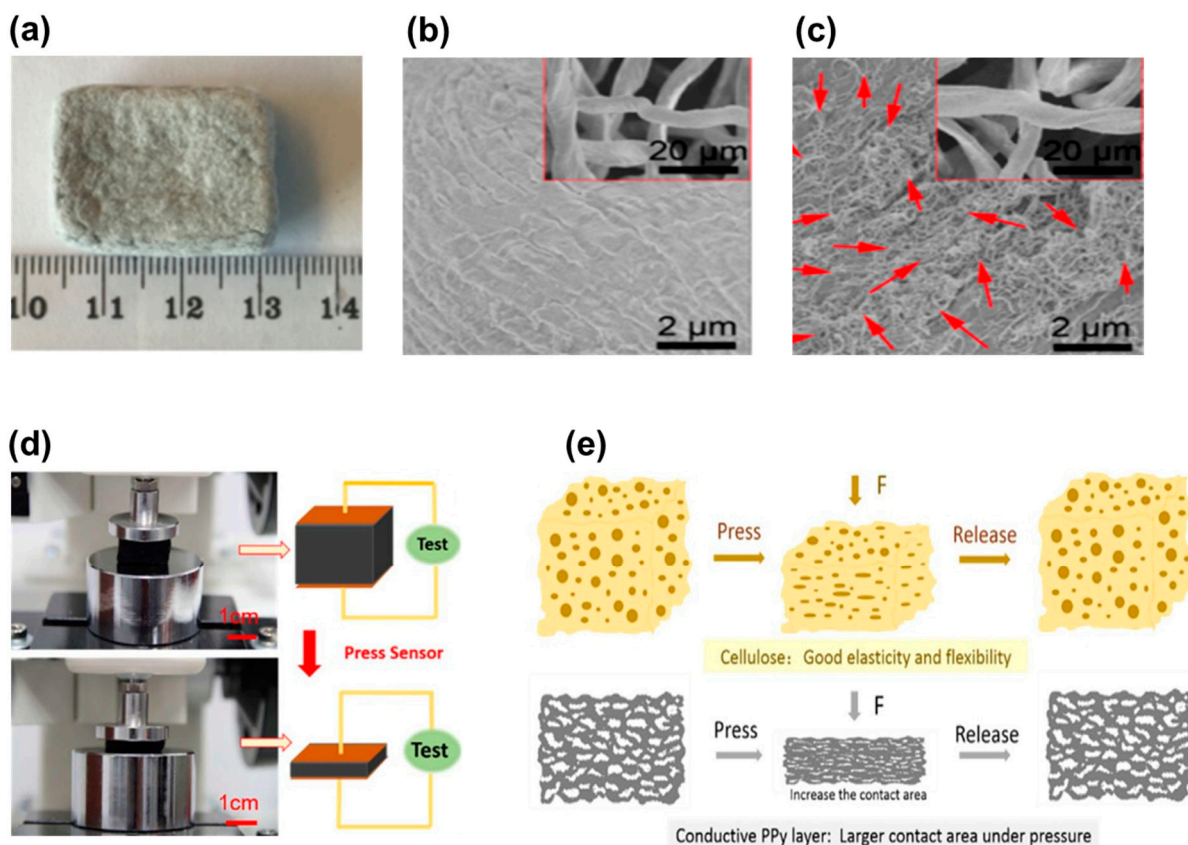 (a)
(b)
(c)
10 11 12 13 14
20 µm
2 µm
20 µm
2 µm
(d)
(e)
1cm
Test
Press Sensor
1cm
Test
F
Press
Release
Cellulose: Good elasticity and flexibility
F
Press
Release
Increase the contact area
Conductive PPy layer: Larger contact area under pressure